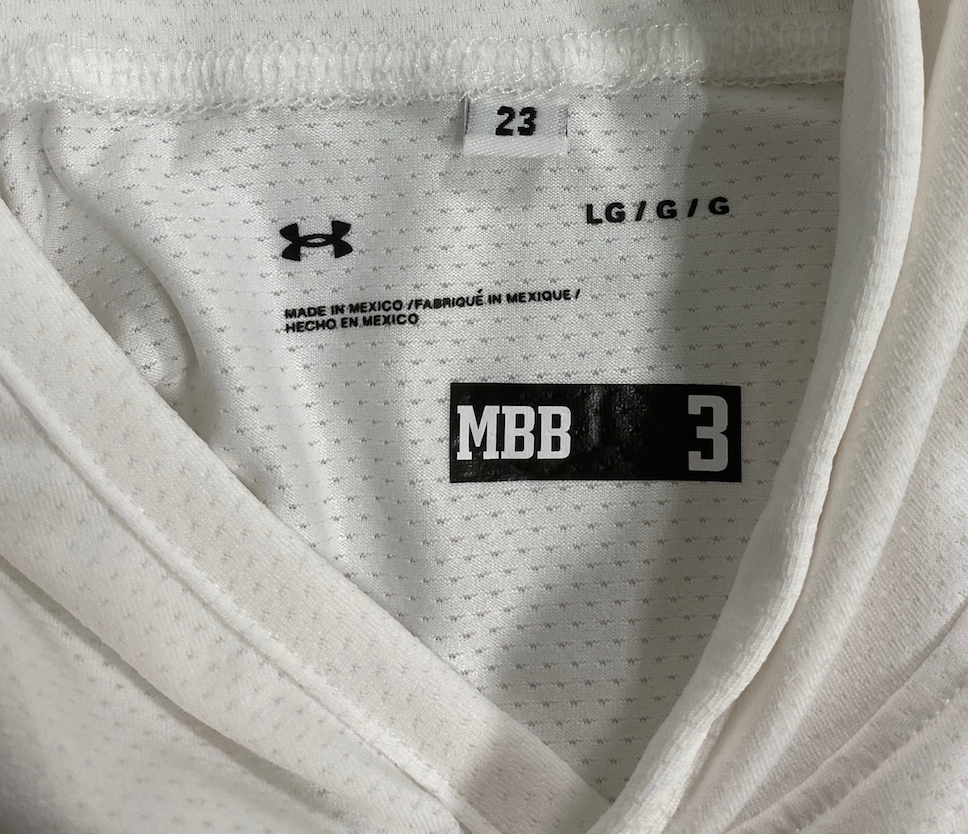 23
LG / G / G
MADE IN MEXICO / FABRIQUÉ IN MEXIQUE /
HECHO EN MEXICO
MBB 3